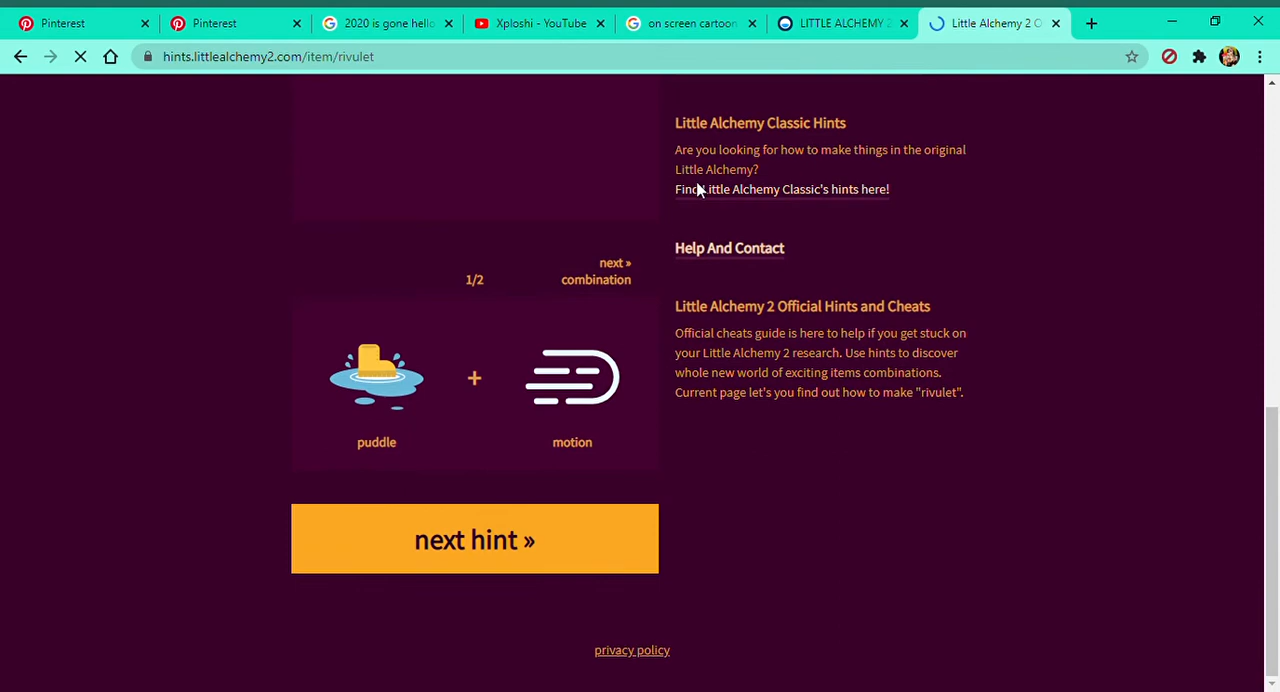 Pinterest
Pinterest
2020 is gone hello
Xploshi - YouTube
on screen cartoon
LITTLE ALCHEMY 2
Little Alchemy 2 O
hints.littlealchemy2.com/item/rivulet
Little Alchemy Classic Hints
Are you looking for how to make things in the original
Little Alchemy?
Find Little Alchemy Classic's hints here!
Help And Contact
next »
1/2
combination
Little Alchemy 2 Official Hints and Cheats
Official cheats guide is here to help if you get stuck on
your Little Alchemy 2 research. Use hints to discover
whole new world of exciting items combinations.
Current page let's you find out how to make "rivulet".
+
puddle
motion
next hint »
privacy policy